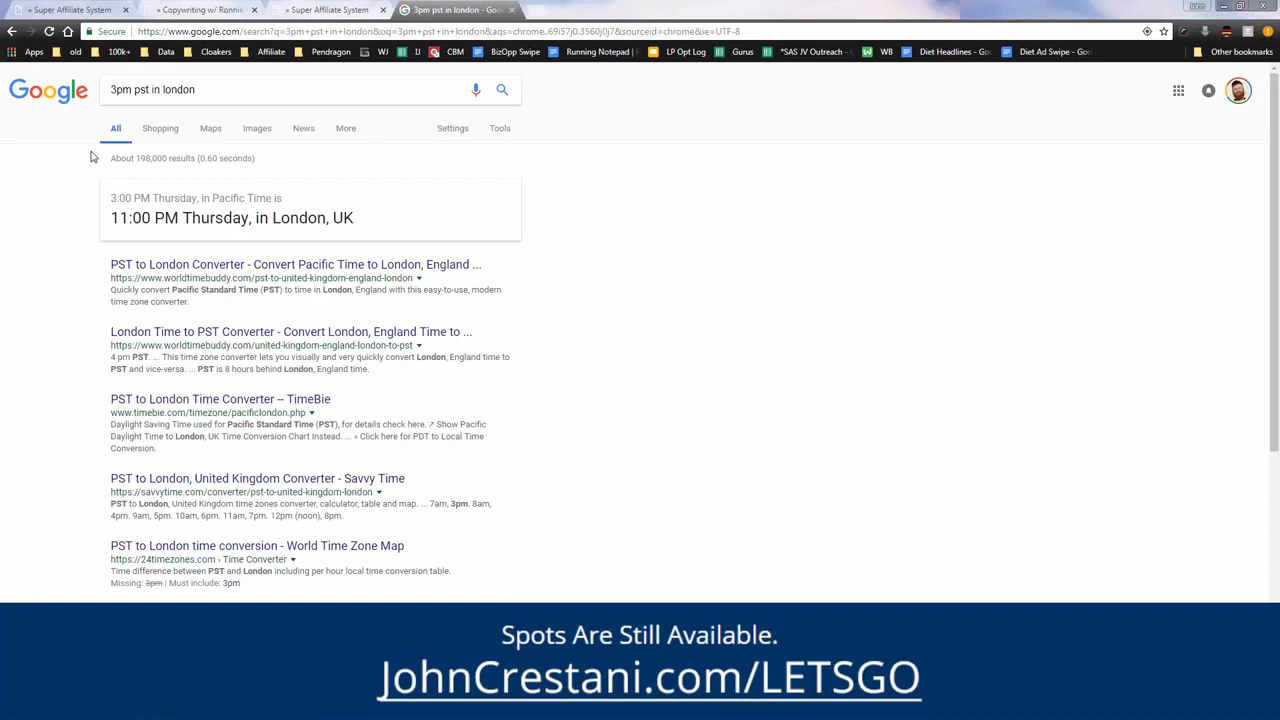 » Super Affiliate System
» Copywriting w/ Ronnie
» Super Affiliate System
3pm pst in london - Goo
John
Secure
https://www.google.com/search?q=3pm+pst+in+london&oq=3pm+pst+in+london&aqs=chrome..69i57j0.3560j0j7&sourceid=chrome&ie=UTF-8
Apps
old
100k+
Data
Cloakers
Affiliate
Pendragon
WG
WJ
IJ
CBM
BizOpp Swipe
Running Notepad
LP Opt Log
Gurus
*SAS JV Outreach - G
WB
Diet Headlines - Goo
Diet Ad Swipe - Goo
Other bookmarks
Google
3pm pst in london
All
Shopping
Maps
Images
News
More
Settings
Tools
About 198,000 results (0.60 seconds)
3:00 PM Thursday, in Pacific Time is
11:00 PM Thursday, in London, UK
PST to London Converter - Convert Pacific Time to London, England ...
https://www.worldtimebuddy.com/pst-to-united-kingdom-england-london
Quickly convert Pacific Standard Time (PST) to time in London, England with this easy-to-use, modern
time zone converter.
London Time to PST Converter - Convert London, England Time to ...
https://www.worldtimebuddy.com/united-kingdom-england-london-to-pst
4 pm PST. ... This time zone converter lets you visually and very quickly convert London, England time to
PST and vice-versa. ... PST is 8 hours behind London, England time.
PST to London Time Converter -- TimeBie
www.timebie.com/timezone/pacificlondon.php
Daylight Saving Time used for Pacific Standard Time (PST), for details check here. ↗ Show Pacific
Daylight Time to London, UK Time Conversion Chart Instead. ... » Click here for PDT to Local Time
Conversion.
PST to London, United Kingdom Converter - Savvy Time
https://savvytime.com/converter/pst-to-united-kingdom-london
PST to London, United Kingdom time zones converter, calculator, table and map. ... 7am, 3pm. 8am,
4pm. 9am, 5pm. 10am, 6pm. 11am, 7pm. 12pm (noon), 8pm.
PST to London time conversion - World Time Zone Map
https://24timezones.com › Time Converter
Time difference between PST and London including per hour local time conversion table.
Missing: 3pm | Must include: 3pm
Spots Are Still Available.
JohnCrestani.com/LETSGO